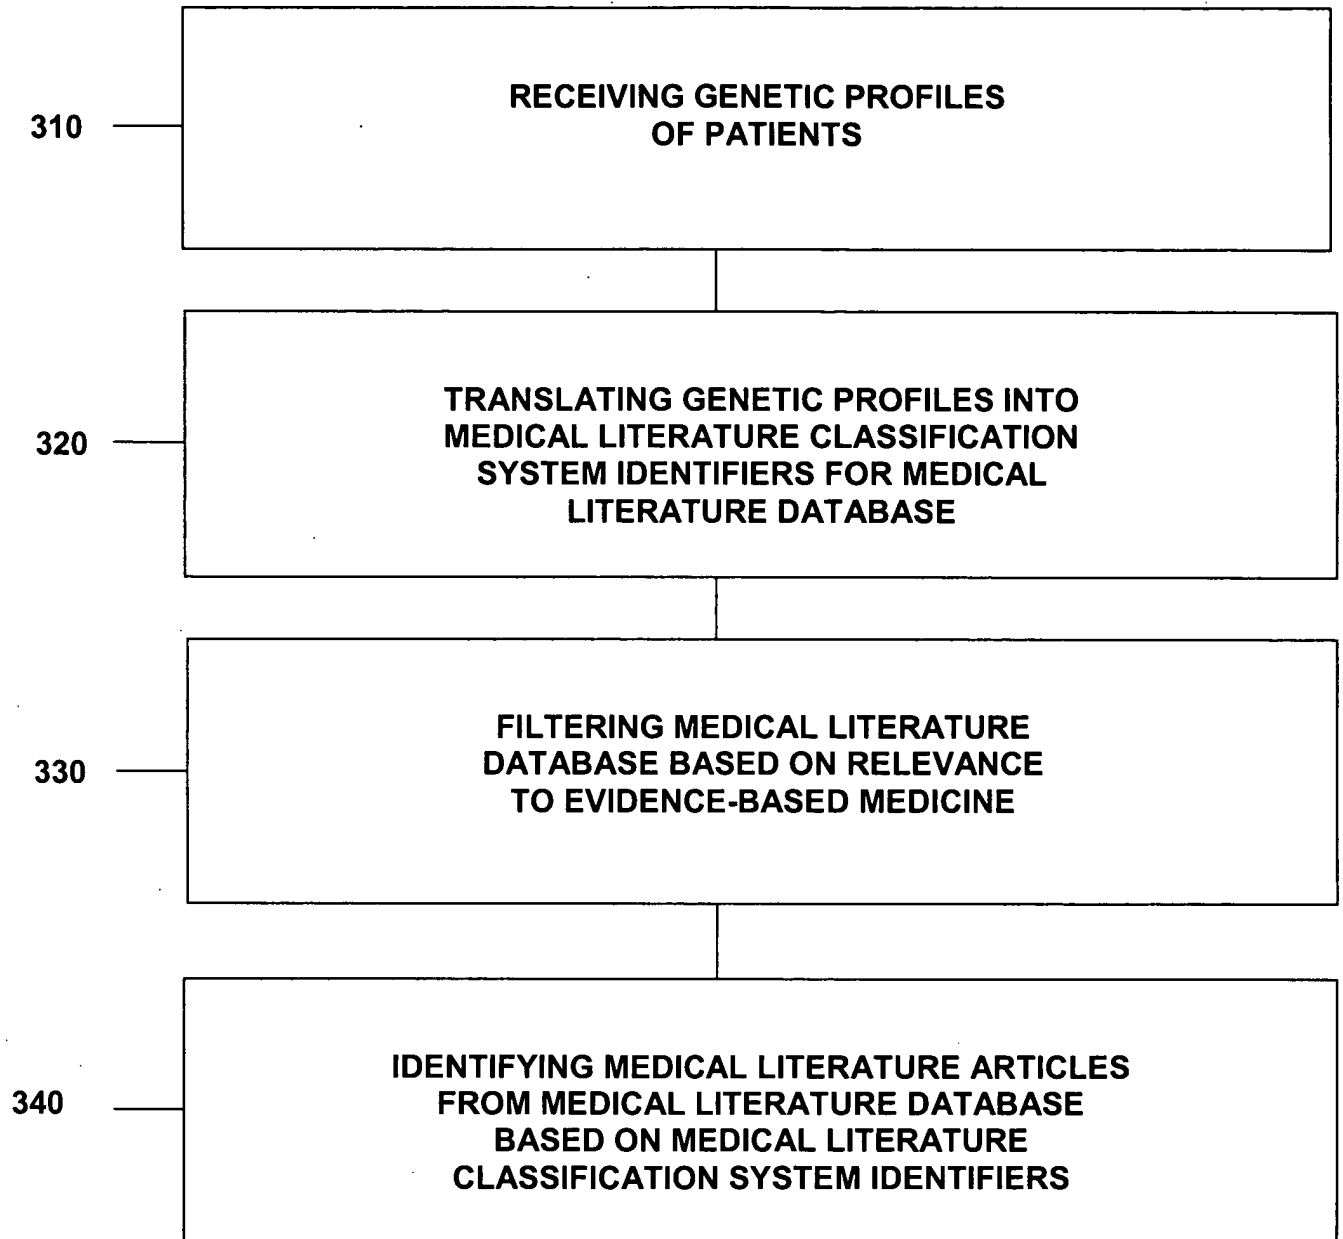 RECEIVING GENETIC PROFILES
OF PATIENTS
310
TRANSLATING GENETIC PROFILES INTO
MEDICAL LITERATURE CLASSIFICATION
SYSTEM IDENTIFIERS FOR MEDICAL
LITERATURE DATABASE
320
FILTERING MEDICAL LITERATURE
DATABASE BASED ON RELEVANCE
TO EVIDENCE-BASED MEDICINE
330
IDENTIFYING MEDICAL LITERATURE ARTICLES
FROM MEDICAL LITERATURE DATABASE
BASED ON MEDICAL LITERATURE
CLASSIFICATION SYSTEM IDENTIFIERS
340